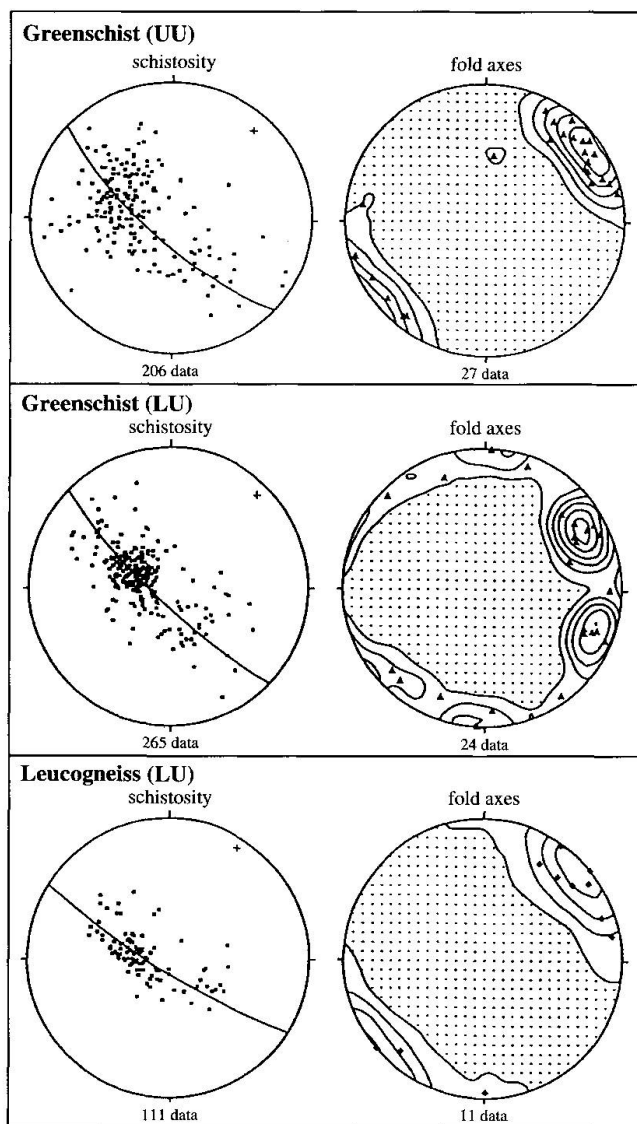 Greenschist (UU)
schistosity
fold axes
206 data
27 data
Greenschist (LU)
schistosity
fold axes
265 data
24 data
Leucogneiss (LU)
schistosity
fold axes
111 data
11 data